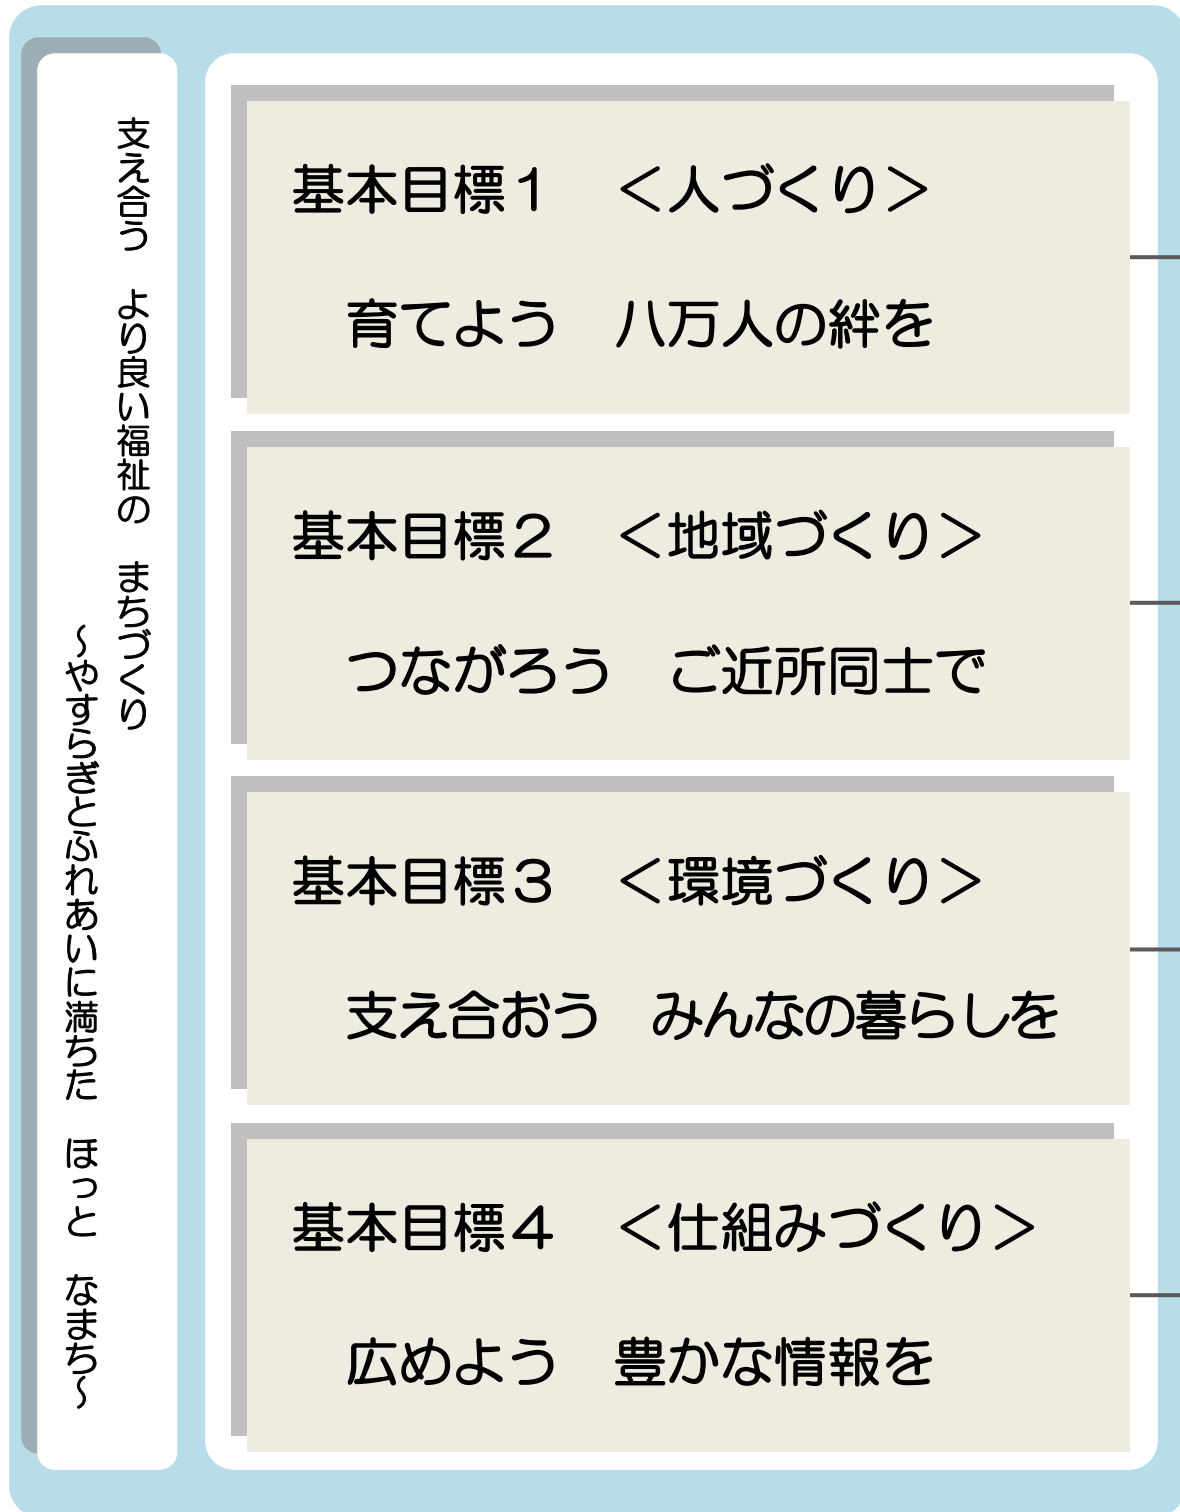 支え合う　より良い福祉の　まちづくり
～やすらぎとふれあいに満ちた　ほっと　なまち～
基本目標１　＜人づくり＞
育てよう　八万人の絆を
基本目標２　＜地域づくり＞
つながろう　ご近所同士で
基本目標３　＜環境づくり＞
支え合おう　みんなの暮らしを
基本目標４　＜仕組みづくり＞
広めよう　豊かな情報を